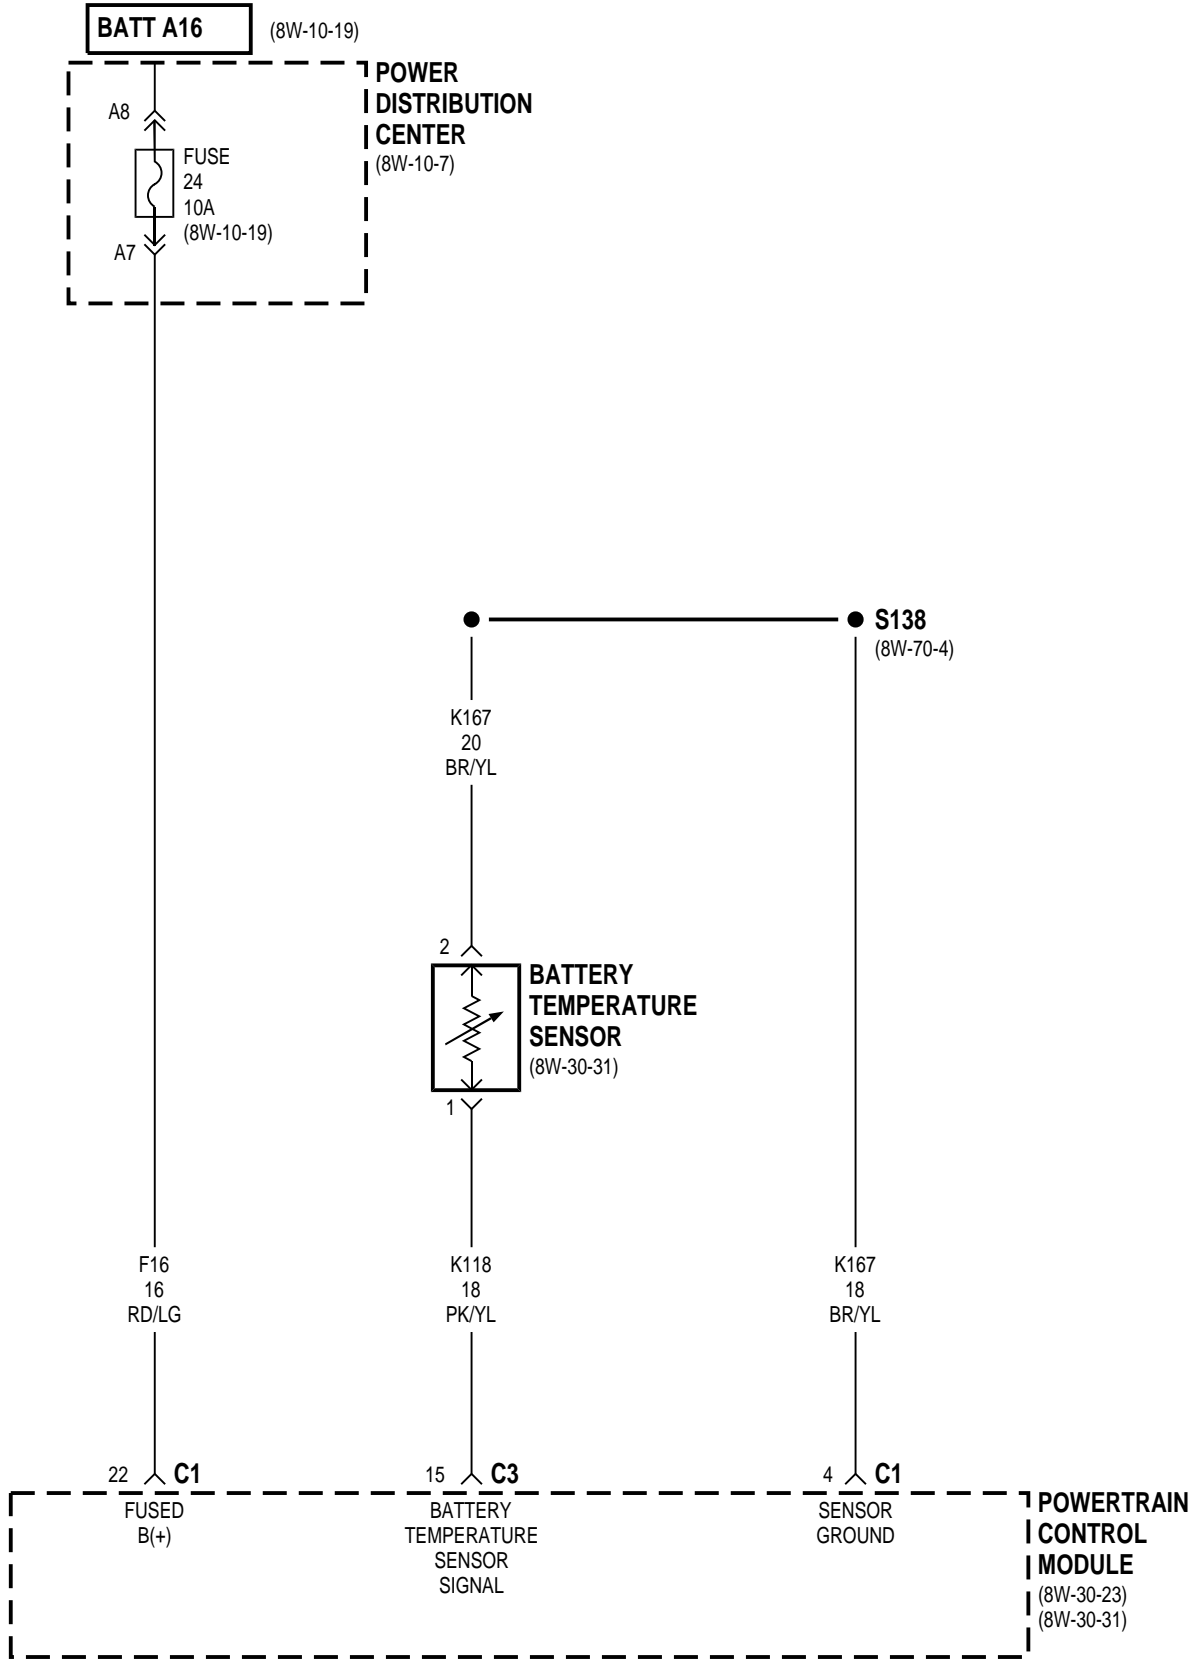 BATT A16
(8W-10-19)
POWER
DISTRIBUTION
CENTER
(8W-10-7)
A8
FUSE
24
10A
(8W-10-19)
A7
S138
(8W-70-4)
K167
20
BR/YL
2
BATTERY
TEMPERATURE
SENSOR
(8W-30-31)
1
F16
16
RD/LG
K118
18
PK/YL
K167
18
BR/YL
22
C1
15
C3
4
C1
FUSED
B(+)
BATTERY
TEMPERATURE
SENSOR
SIGNAL
SENSOR
GROUND
POWERTRAIN
CONTROL
MODULE
(8W-30-23)
(8W-30-31)